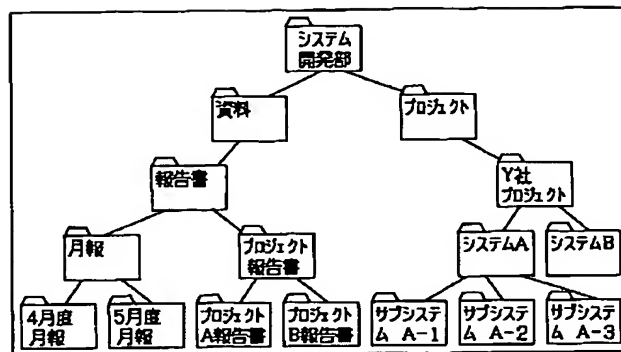 システム
開発部
資料
プロジェクト
報告書
Y社
プロジェクト
月報
プロジェクト
報告書
システムA
システムB
4月度
月報
5月度
月報
プロジェクト
A報告書
プロジェクト
B報告書
サブシステ
ム A-1
サブシステ
ム A-2
サブシステ
ム A-3